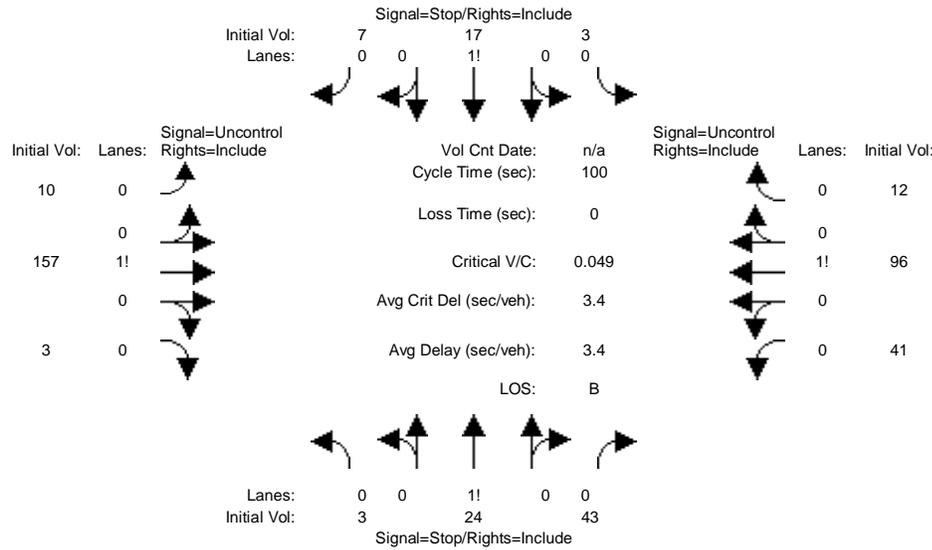 Signal=Stop/Rights=Include
Initial Vol: 7 17 3
Lanes: 0 0 1! 0 0
Signal=Uncontrol
Initial Vol: Lanes: Rights=Include
10 0
0
157 1!
0
3 0
Vol Cnt Date: n/a
Cycle Time (sec): 100
Loss Time (sec): 0
Critical V/C: 0.049
Avg Crit Del (sec/veh): 3.4
Avg Delay (sec/veh): 3.4
LOS: B
Signal=Uncontrol
Rights=Include Lanes: Initial Vol:
0 12
0
1! 96
0
0 41
Lanes: 0 0 1! 0 0
Initial Vol: 3 24 43
Signal=Stop/Rights=Include